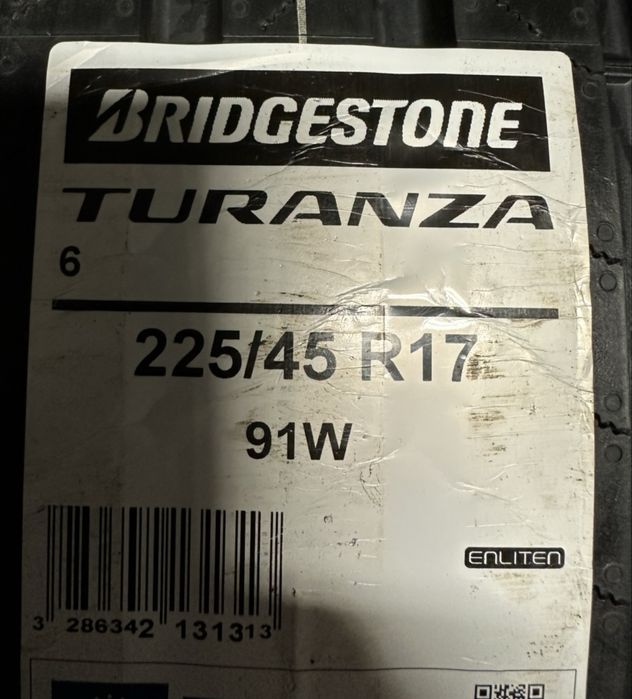 BRIDGESTONE
TURANZA
6
225/45 R17
91W
ENLITEN
3 286342 131313